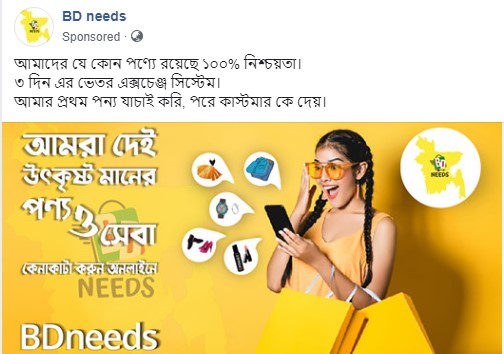 BD needs
Sponsored ·
আমাদের যে কোন পণ্যে রয়েছে ১০০% নিশ্চয়তা।
৩ দিন এর ভেতর এক্সচেঞ্জ সিস্টেম।
আমার প্রথম পন্য যাচাই করি, পরে কাস্টমার কে দেয়।
আমরা দেই
উৎকৃষ্ট মানের
পণ্য ও সেবা
কেনাকাটা করুন অনলাইনে
NEEDS
BDneeds
BD
NEEDS